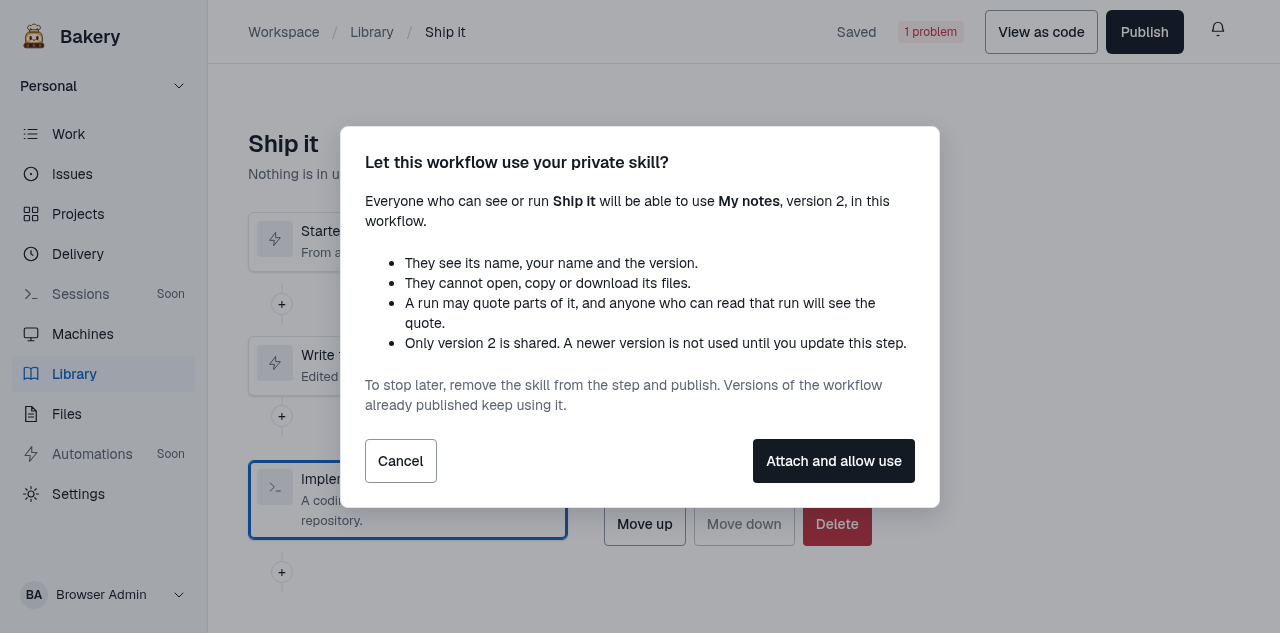 Bakery
Workspace / Library / Ship it
Saved
1 problem
View as code
Publish
Personal
Work
Issues
Projects
Delivery
Sessions Soon
Machines
Library
Files
Automations Soon
Settings
BA Browser Admin
Ship it
Nothing is in u
Starte
From a
+
Write
Edited
+
Implem
A codi
repository.
+
Let this workflow use your private skill?
Everyone who can see or run Ship it will be able to use My notes, version 2, in this
workflow.
• They see its name, your name and the version.
• They cannot open, copy or download its files.
• A run may quote parts of it, and anyone who can read that run will see the
quote.
• Only version 2 is shared. A newer version is not used until you update this step.
To stop later, remove the skill from the step and publish. Versions of the workflow
already published keep using it.
Cancel
Attach and allow use
Move up
Move down
Delete